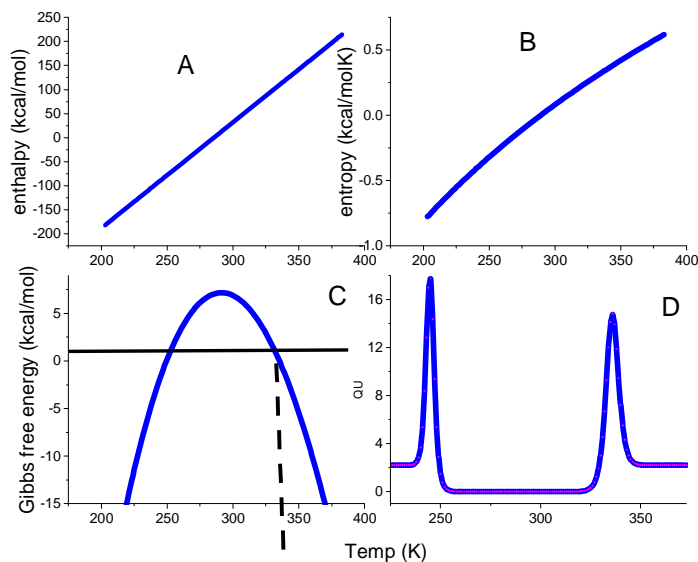 A
enthalpy (kcal/mol)
250
200
150
100
50
0
-50
-100
-150
-200
200 250 300 350 400
B
entropy (kcal/molK)
0.5
0.0
-0.5
-1.0
200 250 300 350 400
C
Gibbs free energy (kcal/mol)
5
0
-5
-10
-15
200 250 300 350 400
D
QU
16
12
8
4
0
250 300 350
Temp (K)